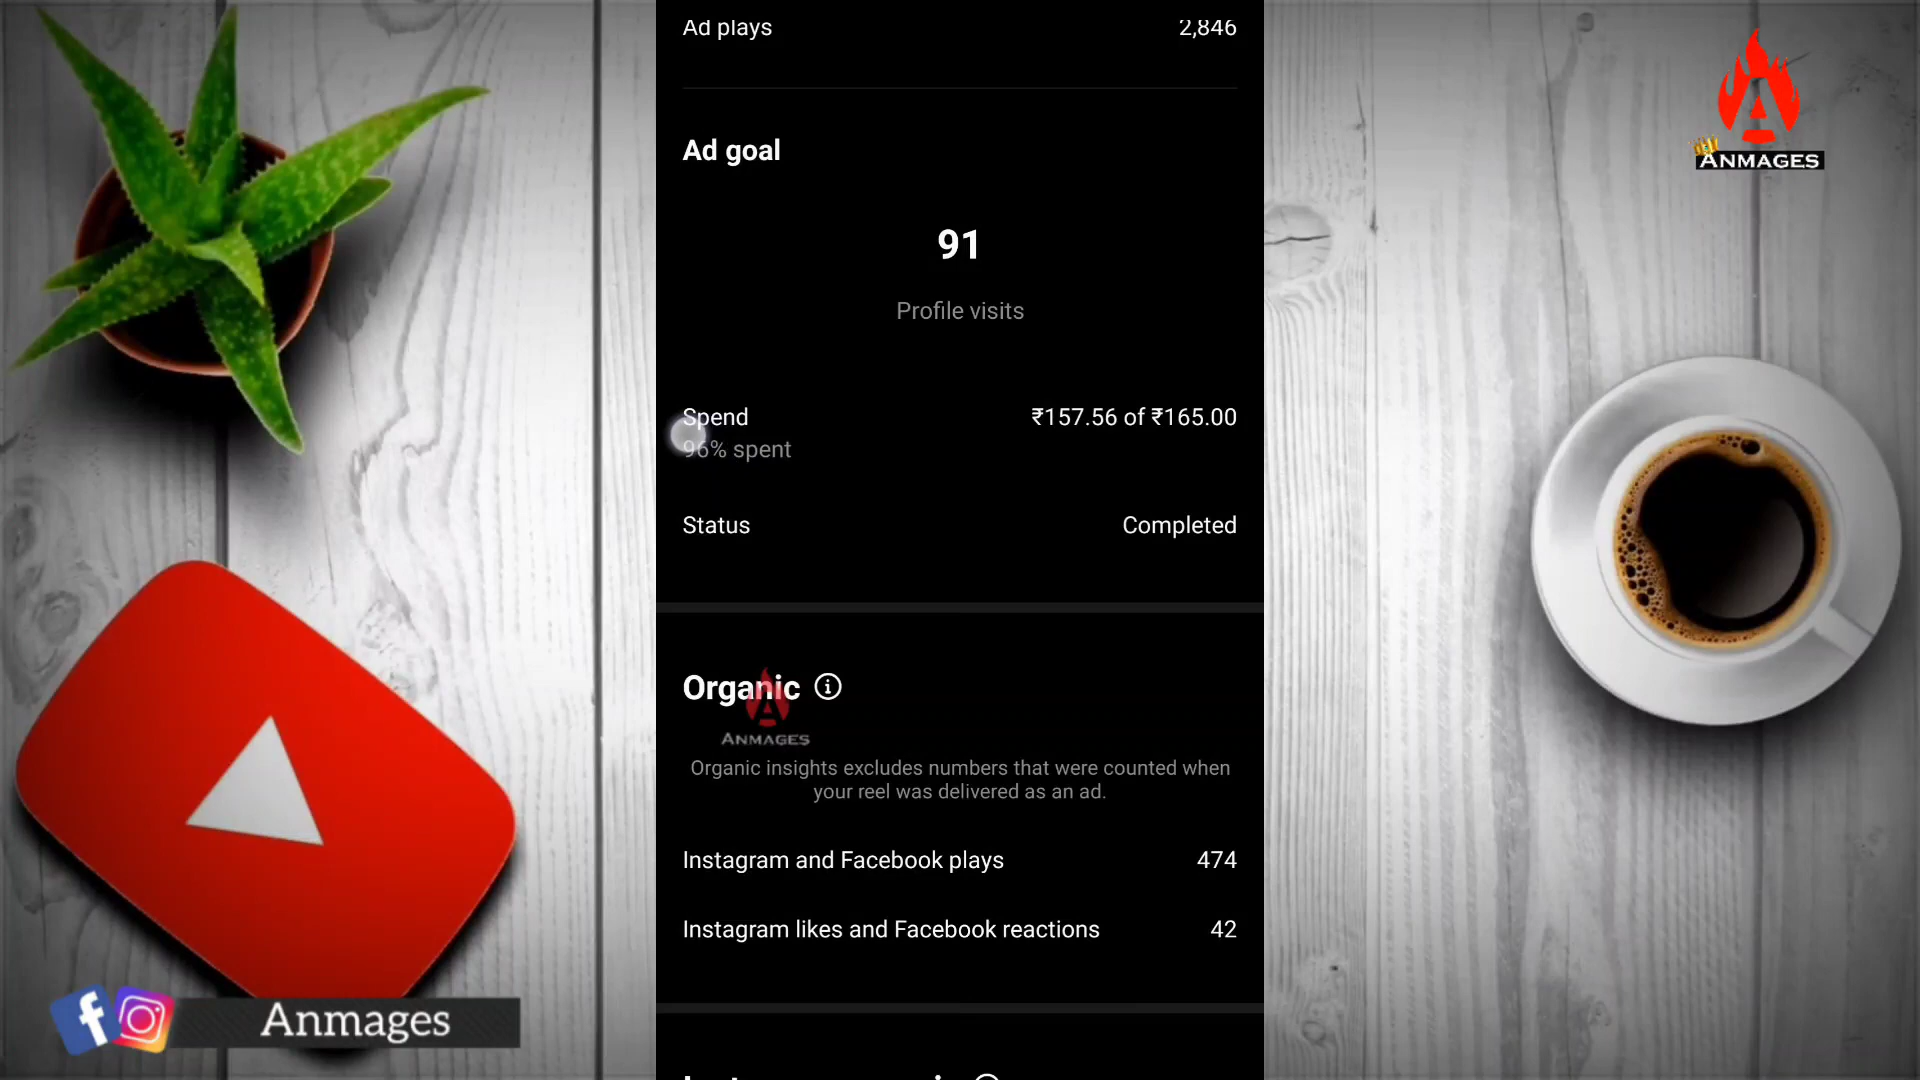 Ad plays 2,846
ANMAGES
Ad goal
91
Profile visits
Spend ₹157.56 of ₹165.00
96% spent
Status Completed
Organic
ANMAGES
Organic insights excludes numbers that were counted when
your reel was delivered as an ad.
Instagram and Facebook plays 474
Instagram likes and Facebook reactions 42
Anmages